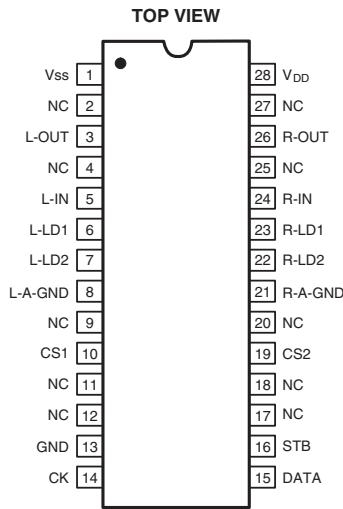 TOP VIEW
Vss 1 28 VDD
NC 2 27 NC
L-OUT 3 26 R-OUT
NC 4 25 NC
L-IN 5 24 R-IN
L-LD1 6 23 R-LD1
L-LD2 7 22 R-LD2
L-A-GND 8 21 R-A-GND
NC 9 20 NC
CS1 10 19 CS2
NC 11 18 NC
NC 12 17 NC
GND 13 16 STB
CK 14 15 DATA